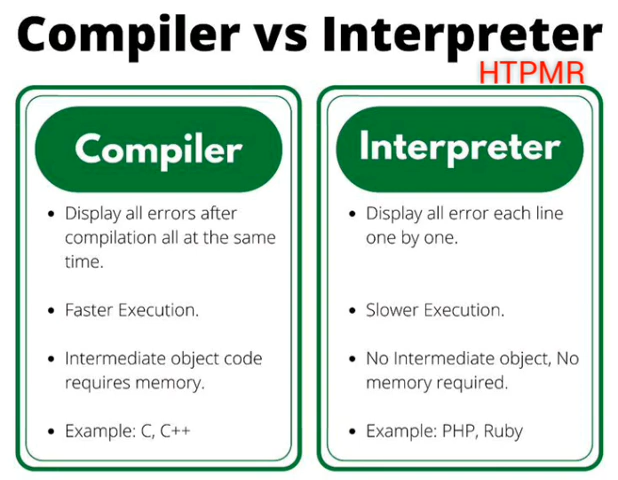 Compiler vs Interpreter
HTPMR
Compiler
• Display all errors after
compilation all at the same
time.
• Faster Execution.
• Intermediate object code
requires memory.
• Example: C, C++
Interpreter
• Display all error each line
one by one.
• Slower Execution.
• No Intermediate object, No
memory required.
• Example: PHP, Ruby